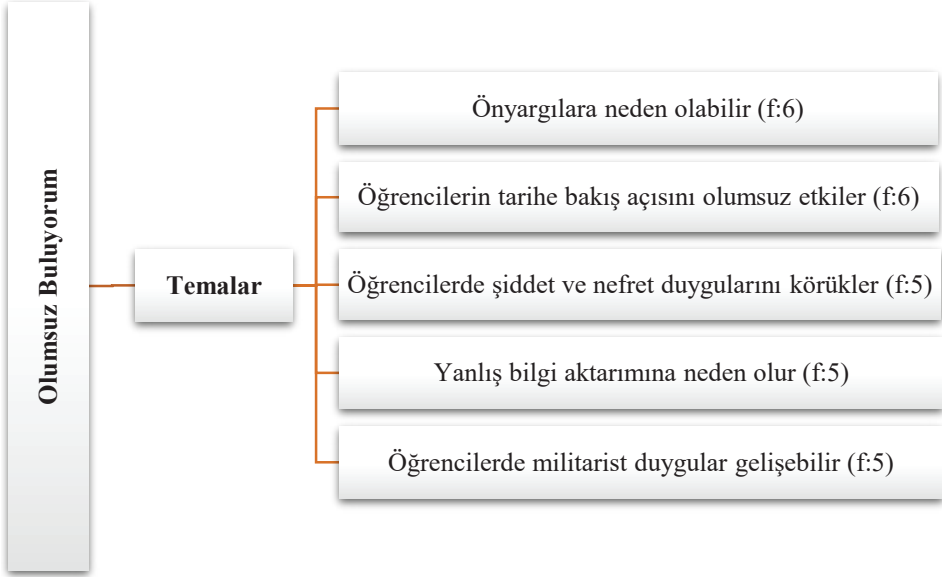 Olumsuz Buluyorum
Temalar
Önyargılara neden olabilir (f:6)
Öğrencilerin tarihe bakış açısını olumsuz etkiler (f:6)
Öğrencilerde şiddet ve nefret duygularını körükler (f:5)
Yanlış bilgi aktarımına neden olur (f:5)
Öğrencilerde militarist duygular gelişebilir (f:5)